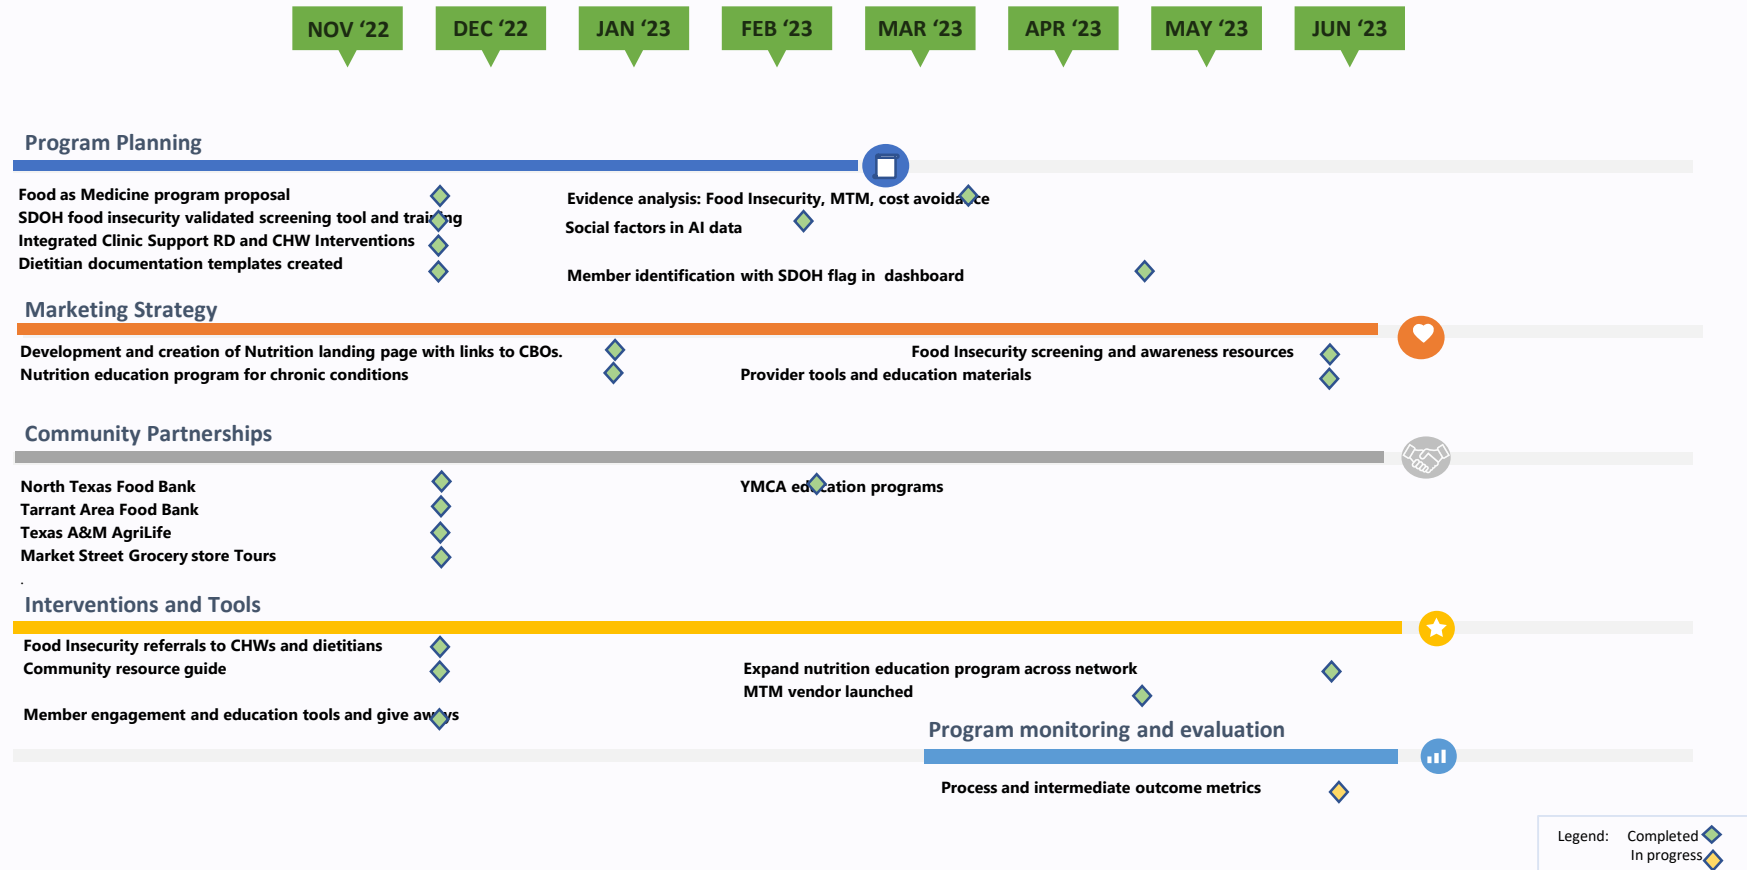 NOV ‘22
DEC ‘22
JAN ‘23
FEB ‘23
MAR ‘23
APR ‘23
MAY ‘23
JUN ‘23
Program Planning
Food as Medicine program proposal
SDOH food insecurity validated screening tool and training
Integrated Clinic Support RD and CHW Interventions
Dietitian documentation templates created
Evidence analysis: Food Insecurity, MTM, cost avoidance
Social factors in AI data
Member identification with SDOH flag in dashboard
Marketing Strategy
Development and creation of Nutrition landing page with links to CBOs.
Nutrition education program for chronic conditions
Food Insecurity screening and awareness resources
Provider tools and education materials
Community Partnerships
North Texas Food Bank
Tarrant Area Food Bank
Texas A&M AgriLife
Market Street Grocery store Tours
.
YMCA education programs
Interventions and Tools
Food Insecurity referrals to CHWs and dietitians
Community resource guide
Member engagement and education tools and give aways
Expand nutrition education program across network
MTM vendor launched
Program monitoring and evaluation
Process and intermediate outcome metrics
Legend: Completed
In progress